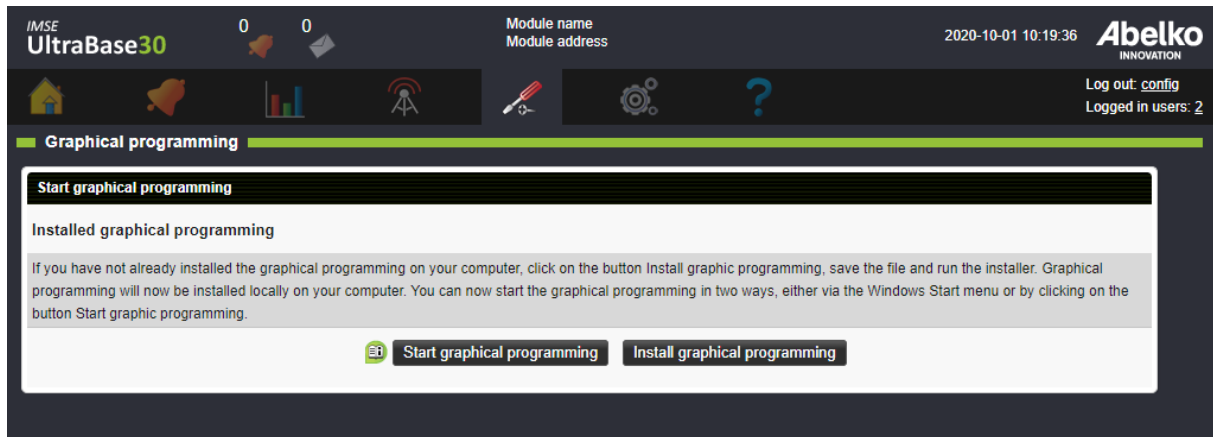 IMSE
UltraBase30
0
0
Module name
Module address
2020-10-01 10:19:36
Abelko
INNOVATION
Log out: config
Logged in users: 2
Graphical programming
Start graphical programming
Installed graphical programming
If you have not already installed the graphical programming on your computer, click on the button Install graphic programming, save the file and run the installer. Graphical
programming will now be installed locally on your computer. You can now start the graphical programming in two ways, either via the Windows Start menu or by clicking on the
button Start graphic programming.
Start graphical programming
Install graphical programming